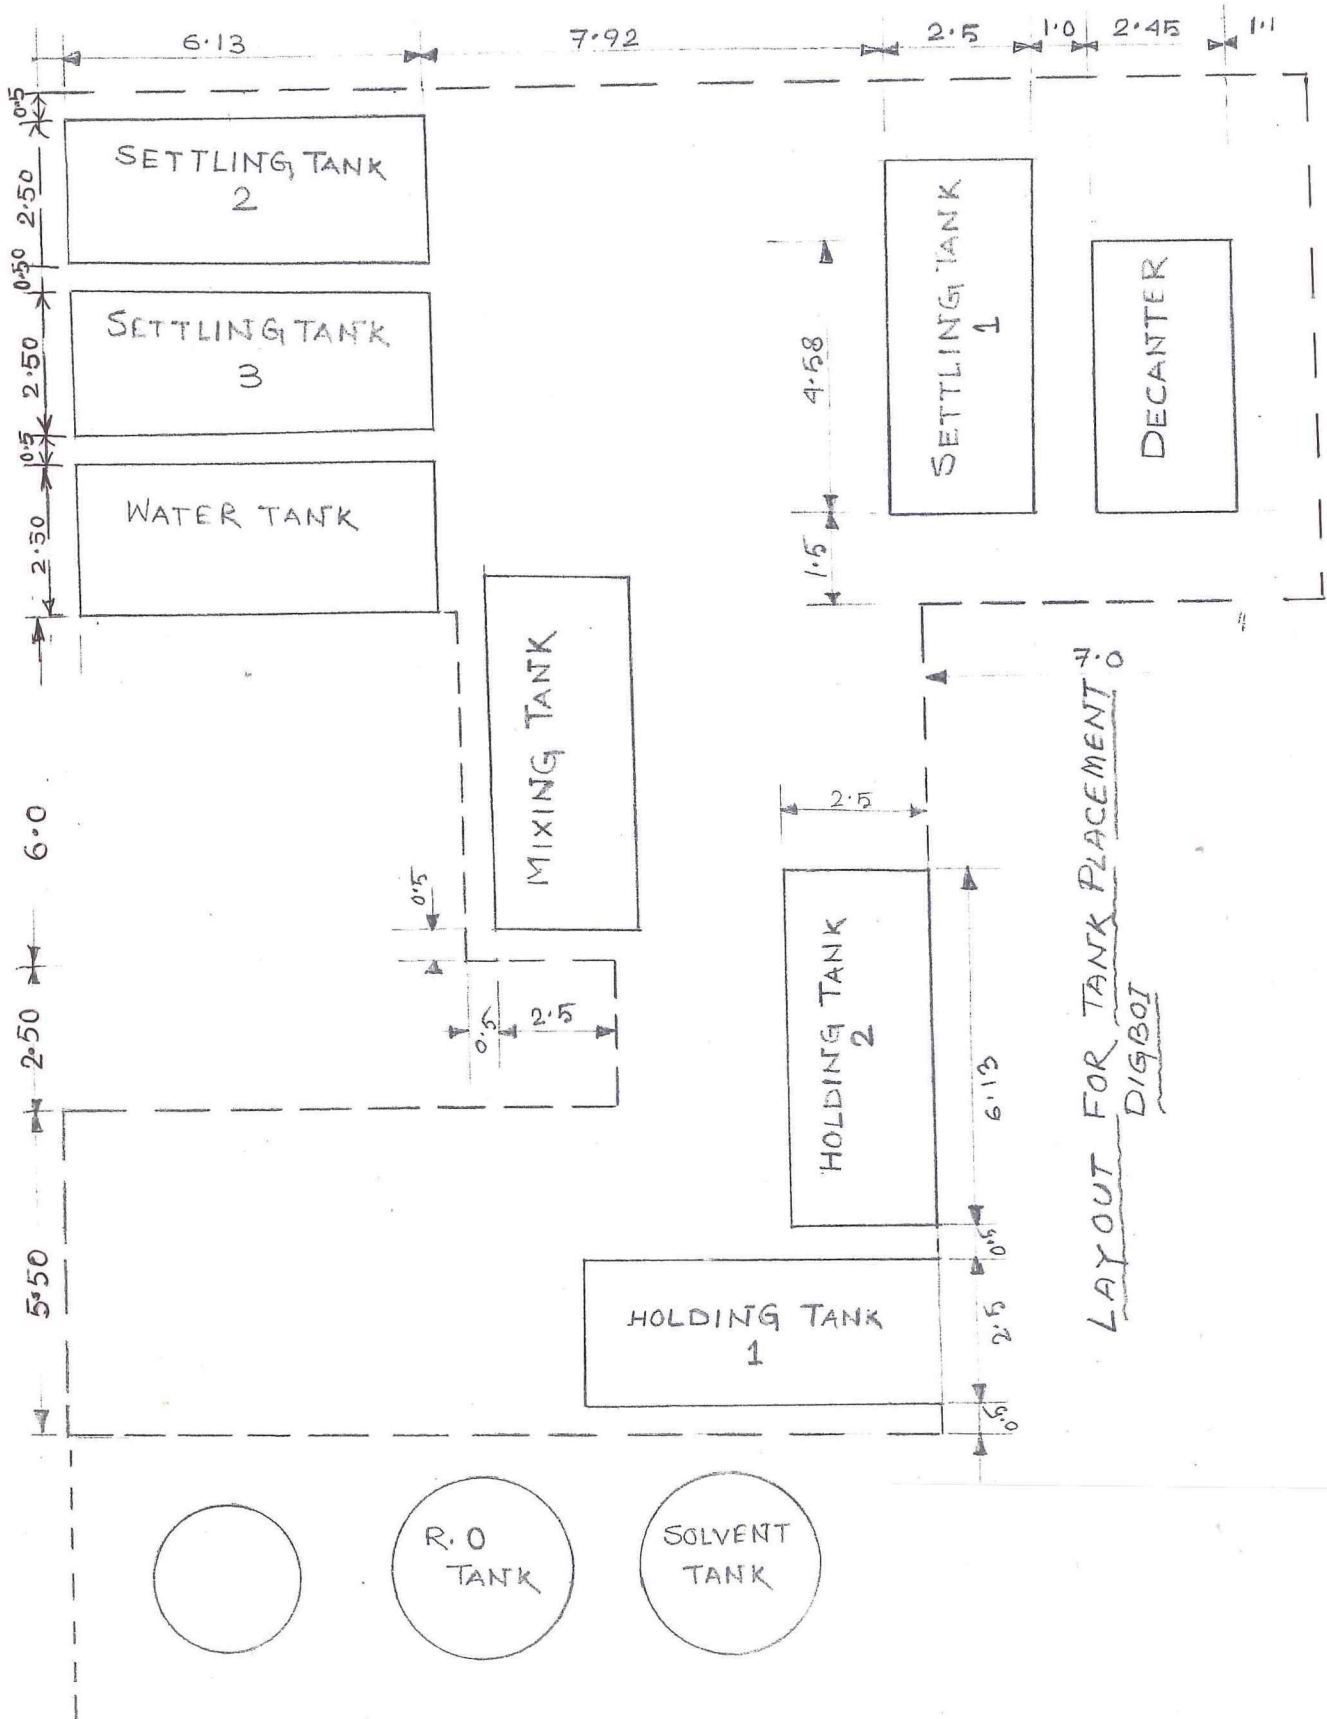 6.13
7.92
2.5
1.0
2.45
1.1
0.5
2.50
0.50
2.50
0.5
2.50
6.0
2.50
5.50
SETTLING TANK
2
SETTLING TANK
3
WATER TANK
SETTLING TANK
1
DECANTER
4.58
1.5
7.0
MIXING TANK
0.5
0.5
2.5
2.5
HOLDING TANK
2
6.13
0.5
2.5
0.5
HOLDING TANK
1
LAYOUT FOR TANK PLACEMENT
DIGBOI
R.O
TANK
SOLVENT
TANK